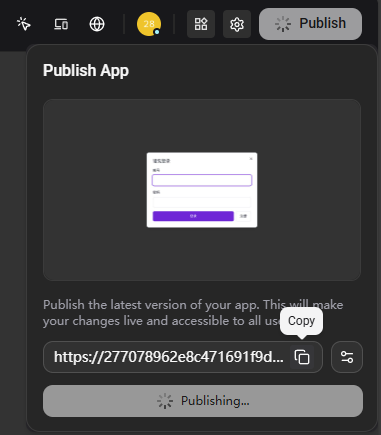 28
Publish
Publish App
Publish the latest version of your app. This will make
your changes live and accessible to all use
Copy
https://277078962e8c471691f9d...
Publishing...